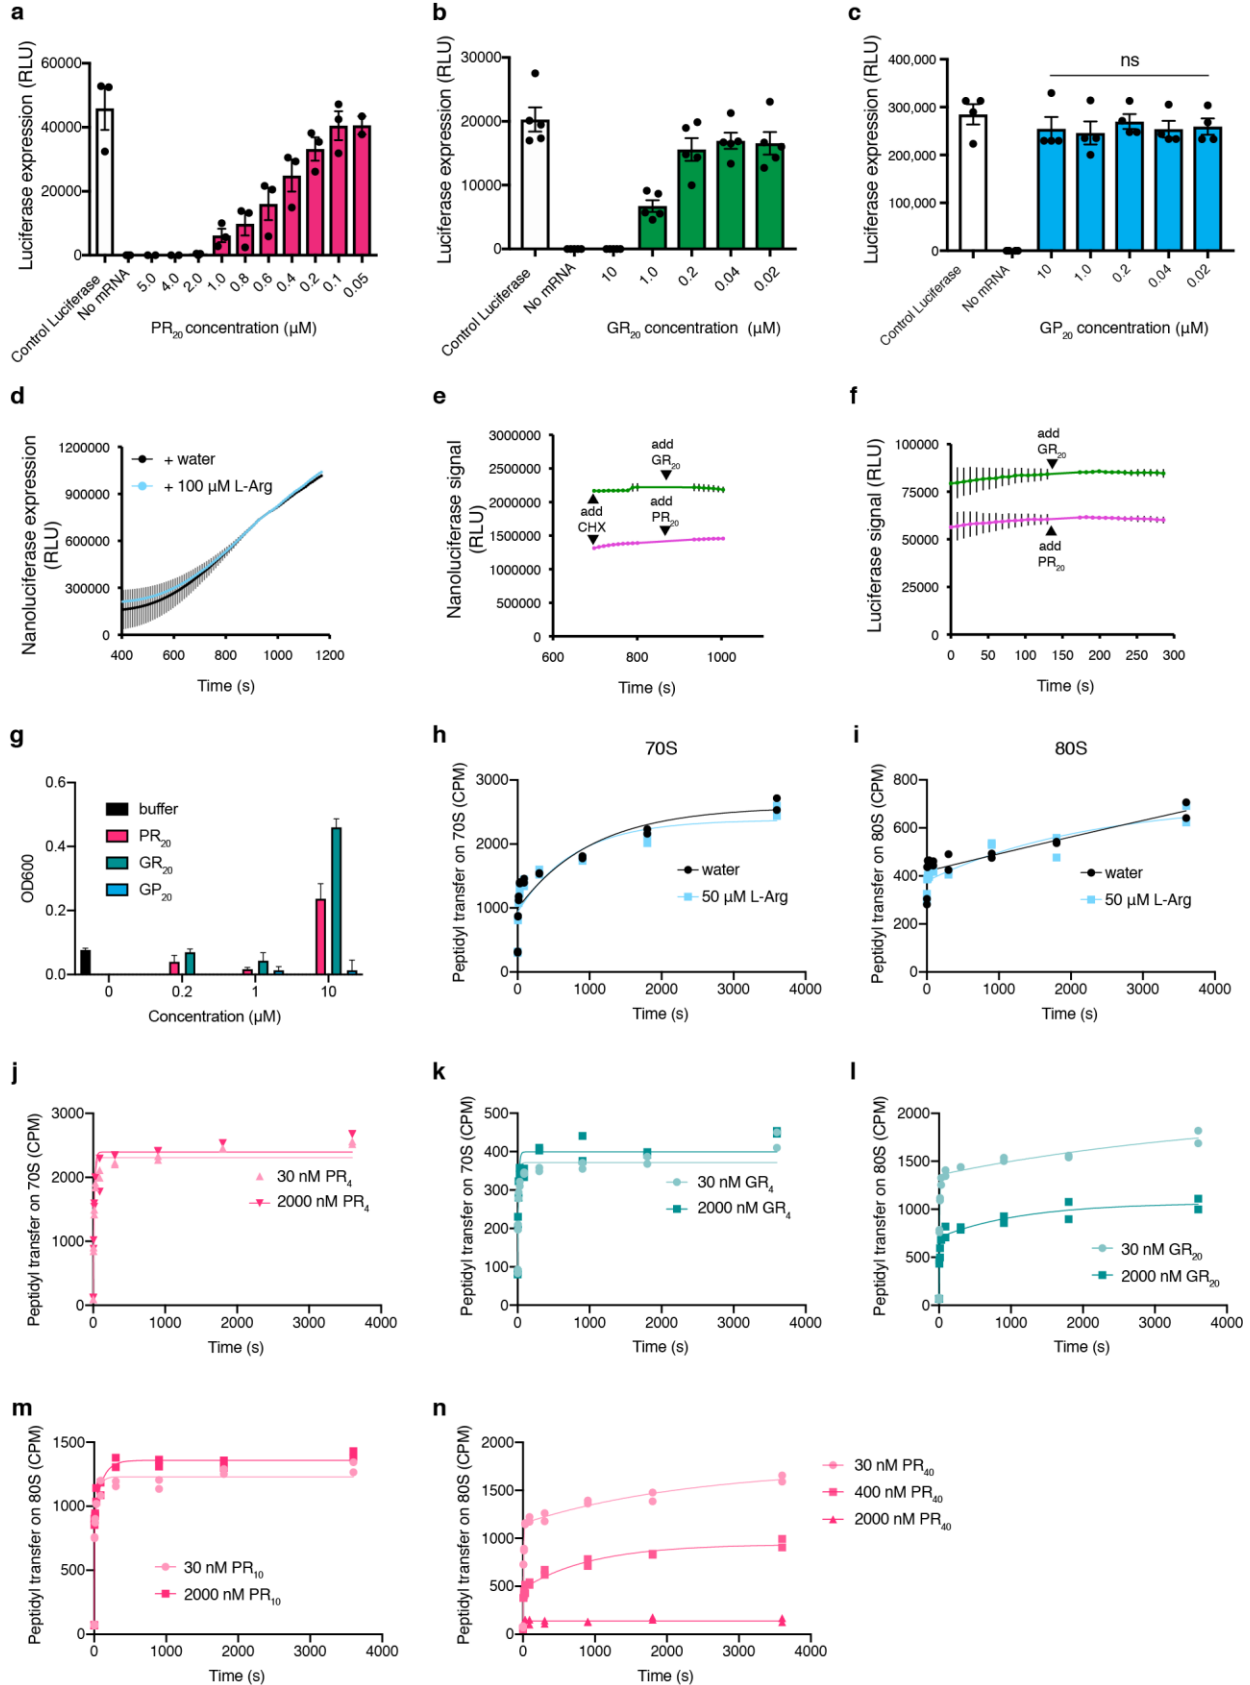 a
Luciferase expression (RLU)
60000
40000
20000
0
Control Luciferase
No mRNA
5.0
4.0
2.0
1.0
0.8
0.6
0.4
0.2
0.1
0.05
PR20 concentration (µM)
b
Luciferase expression (RLU)
30000
20000
10000
0
Control Luciferase
No mRNA
10
1.0
0.2
0.04
0.02
GR20 concentration (µM)
c
Luciferase expression (RLU)
400,000
300,000
200,000
100,000
0
ns
Control Luciferase
No mRNA
10
1.0
0.2
0.04
0.02
GP20 concentration (µM)
d
Nanoluciferase expression
(RLU)
1200000
900000
600000
300000
0
+ water
+ 100 µM L-Arg
400
600
800
1000
1200
Time (s)
e
Nanoluciferase signal
(RLU)
3000000
2500000
2000000
1500000
1000000
500000
0
add
GR20
add
CHX
add
PR20
600
800
1000
Time (s)
f
Luciferase signal (RLU)
100000
75000
50000
25000
0
add
GR20
add
PR20
0
50
100
150
200
250
300
Time (s)
g
OD600
0.6
0.4
0.2
0.0
buffer
PR20
GR20
GP20
0
0.2
1
10
Concentration (µM)
h
70S
Peptidyl transfer on 70S (CPM)
3000
2000
1000
0
water
50 µM L-Arg
0
1000
2000
3000
4000
Time (s)
i
80S
Peptidyl transfer on 80S (CPM)
800
600
400
200
0
water
50 µM L-Arg
0
1000
2000
3000
4000
Time (s)
j
Peptidyl transfer on 70S (CPM)
3000
2000
1000
0
30 nM PR4
2000 nM PR4
0
1000
2000
3000
4000
Time (s)
k
Peptidyl transfer on 70S (CPM)
500
400
300
200
100
0
30 nM GR4
2000 nM GR4
0
1000
2000
3000
4000
Time (s)
l
Peptidyl transfer on 80S (CPM)
2000
1500
1000
500
0
30 nM GR20
2000 nM GR20
0
1000
2000
3000
4000
Time (s)
m
Peptidyl transfer on 80S (CPM)
1500
1000
500
0
30 nM PR10
2000 nM PR10
0
1000
2000
3000
4000
Time (s)
n
Peptidyl transfer on 80S (CPM)
2000
1500
1000
500
0
30 nM PR40
400 nM PR40
2000 nM PR40
0
1000
2000
3000
4000
Time (s)